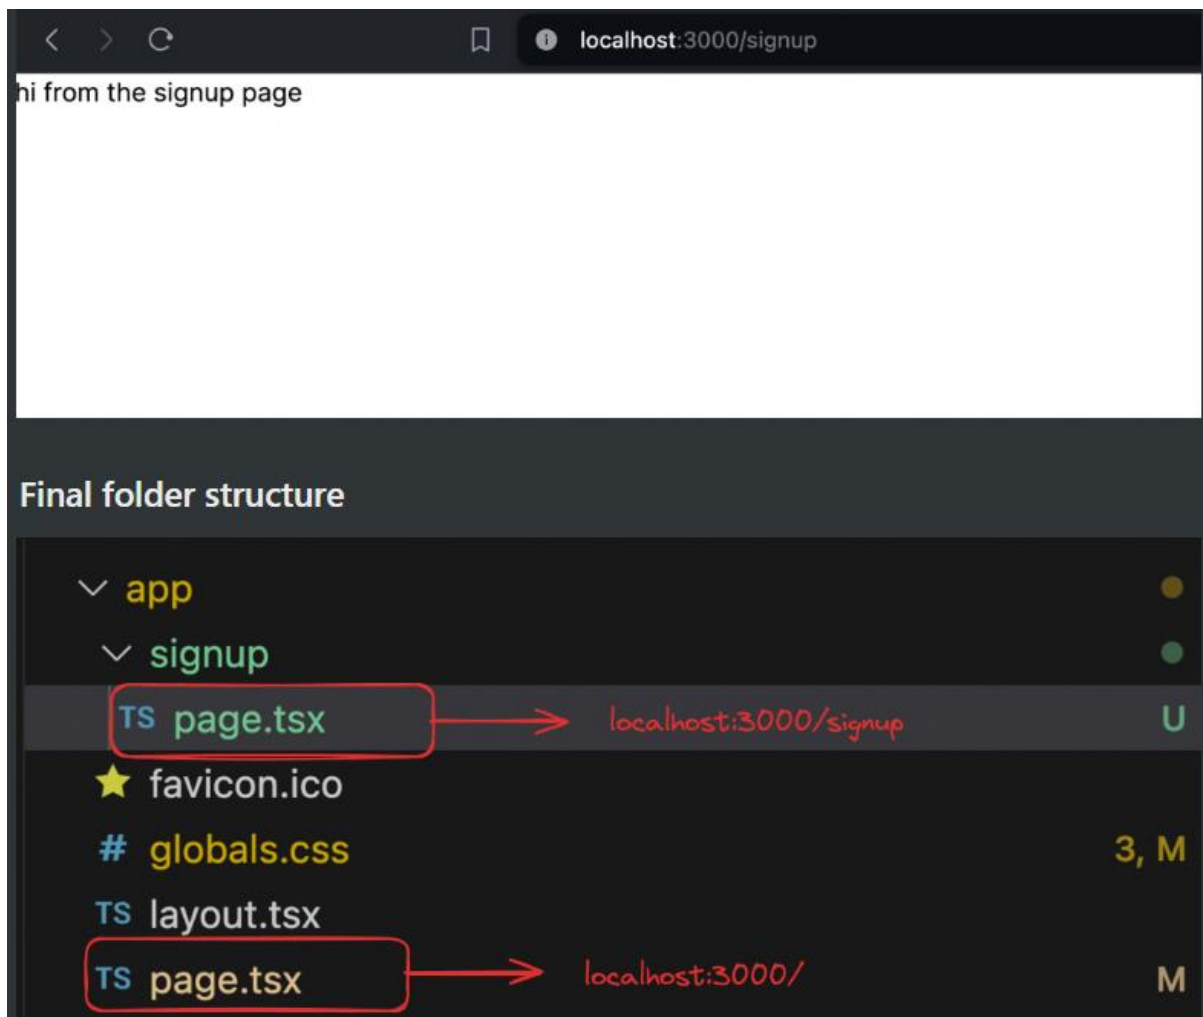 localhost:3000/signup
hi from the signup page
Final folder structure
app
signup
TS page.tsx localhost:3000/signup U
favicon.ico
# globals.css 3, M
TS layout.tsx
TS page.tsx localhost:3000/ M